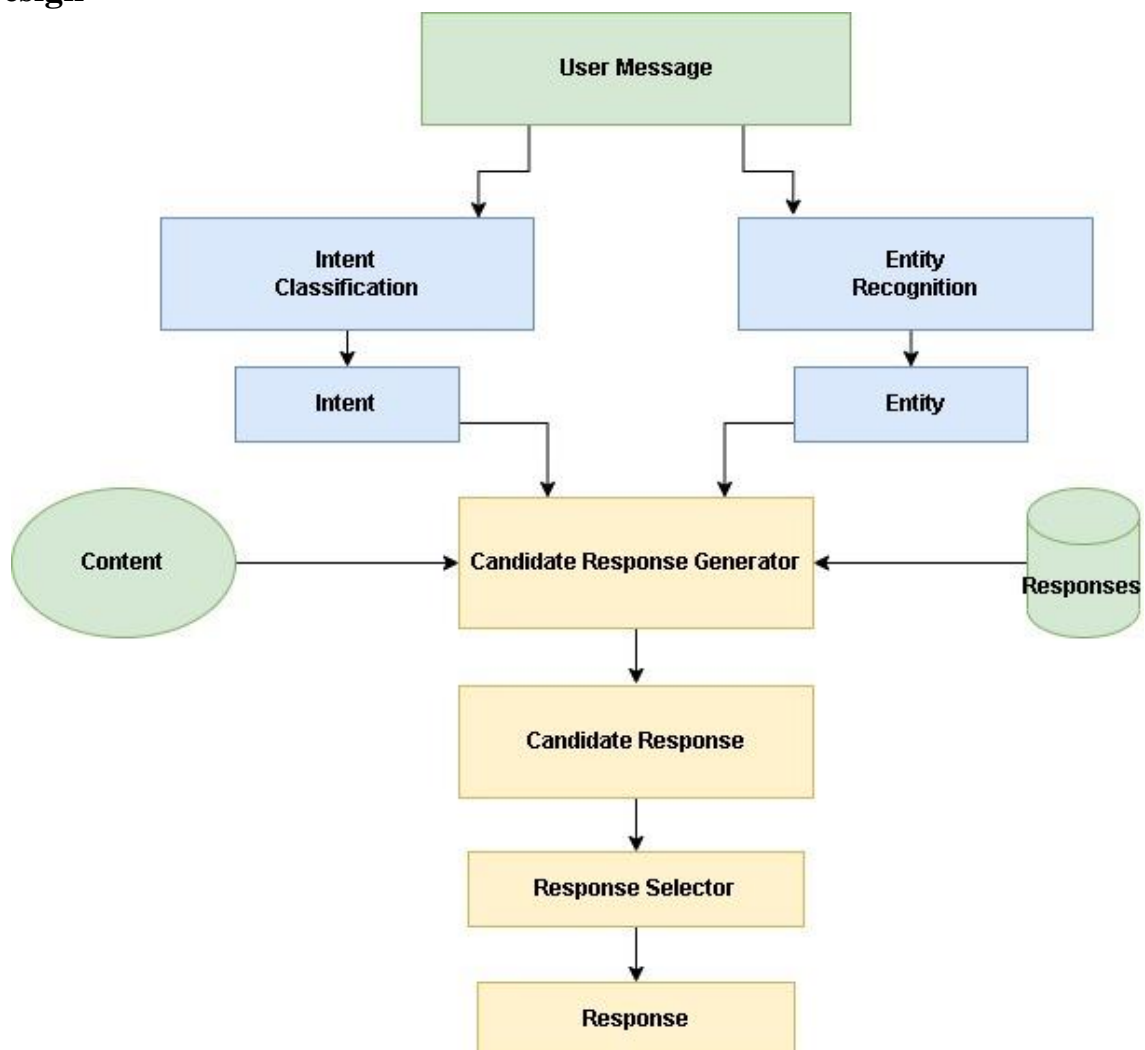 User Message
Intent
Classification
Entity
Recognition
Intent
Entity
Content
Candidate Response Generator
Responses
Candidate Response
Response Selector
Response